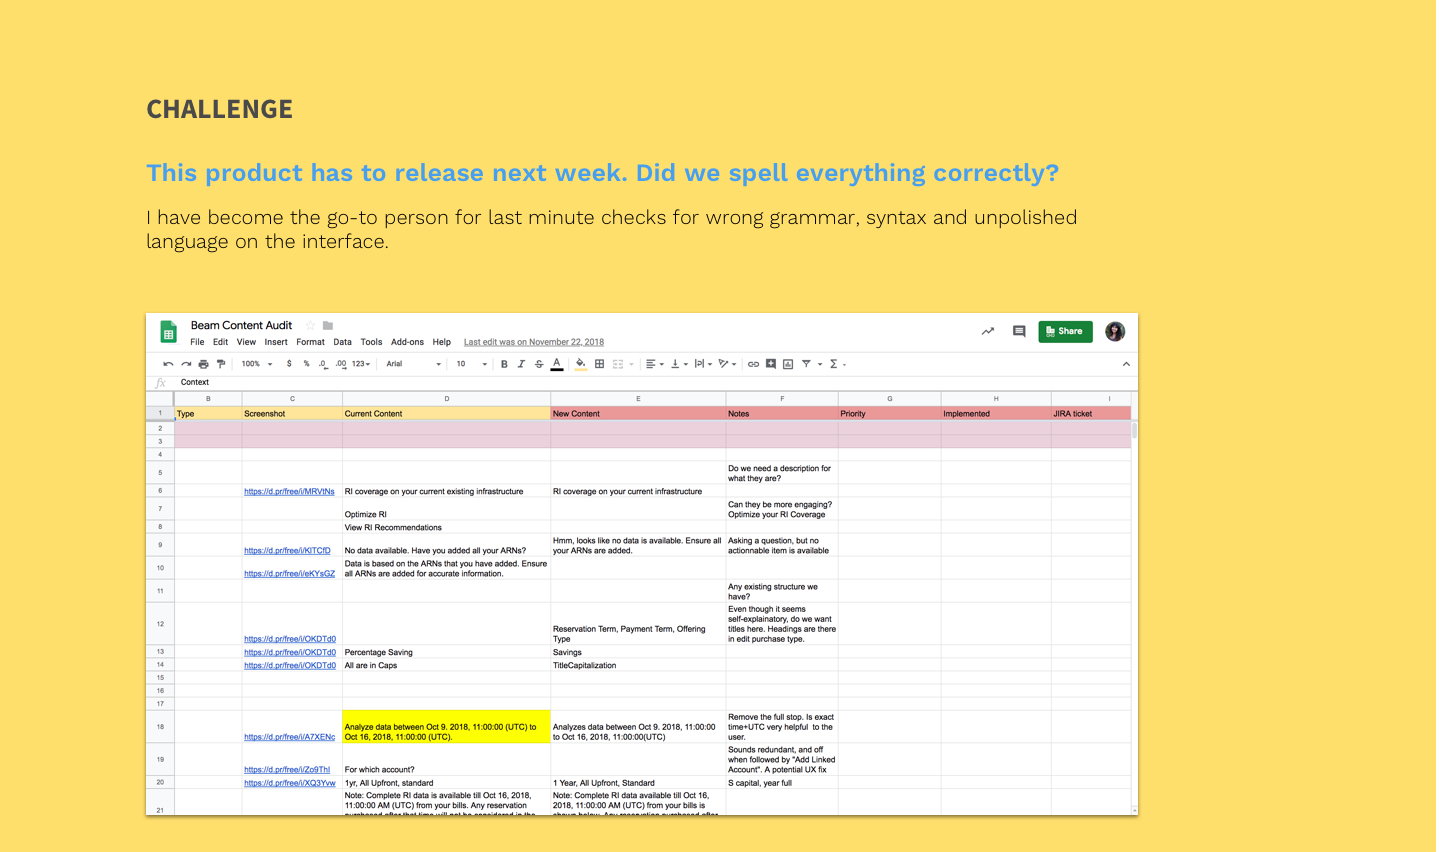 CHALLENGE
This product has to release next week. Did we spell everything correctly?
I have become the go-to person for last minute checks for wrong grammar, syntax and unpolished
language on the interface.
Beam Content Audit
File Edit View Insert Format Data Tools Add-ons Help Last edit was on November 22, 2018
Share
100% $ % .0 .00 123 Arial 10 B I S A
fx Context
B C D E F G H I
1 Type Screenshot Current Content New Content Notes Priority Implemented JIRA ticket
2
3
4
Do we need a description for
5 what they are?
6 https://d.pr/free/i/MRVtNs RI coverage on your current existing infrastructure RI coverage on your current infrastructure
Can they be more engaging?
7 Optimize RI Optimize your RI Coverage
8 View RI Recommendations
Hmm, looks like no data is available. Ensure all Asking a question, but no
9 https://d.pr/free/i/KlTCfD No data available. Have you added all your ARNs? your ARNs are added. actionnable item is available
Data is based on the ARNs that you have added. Ensure
10 https://d.pr/free/i/eKYsGZ all ARNs are added for accurate information.
Any existing structure we
11 have?
Even though it seems
self-explainatory, do we want
12 Reservation Term, Payment Term, Offering titles here. Headings are there
https://d.pr/free/i/OKDTd0 Type in edit purchase type.
13 https://d.pr/free/i/OKDTd0 Percentage Saving Savings
14 https://d.pr/free/i/OKDTd0 All are in Caps TitleCapitalization
15
16
17
Remove the full stop. Is exact
18 Analyze data between Oct 9. 2018, 11:00:00 (UTC) to Analyzes data between Oct 9. 2018, 11:00:00 time+UTC very helpful to the
https://d.pr/free/i/A7XENc Oct 16, 2018, 11:00:00 (UTC). to Oct 16, 2018, 11:00:00(UTC) user.
Sounds redundant, and off
19 when followed by "Add Linked
https://d.pr/free/i/Zo9ThI For which account? Account". A potential UX fix
20 https://d.pr/free/i/XQ3Yvw 1yr, All Upfront, standard 1 Year, All Upfront, Standard S capital, year full
Note: Complete RI data is available till Oct 16, Note: Complete RI data available till Oct 16,
2018, 11:00:00 AM (UTC) from your bills. Any reservation 2018, 11:00:00 AM (UTC) from your bills is
21